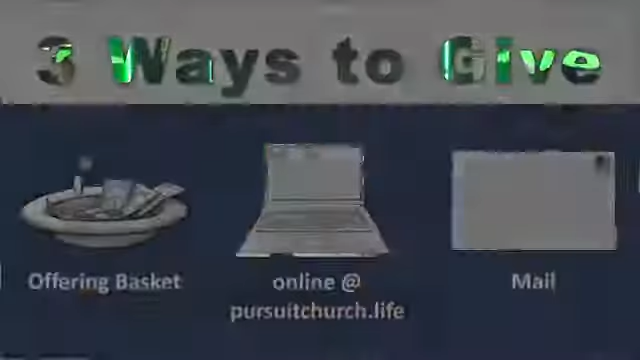 3 Ways to Give
Offering Basket
online @
pursuitchurch.life
Mail